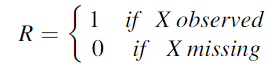 R = { 1 if X observed
0 if X missing